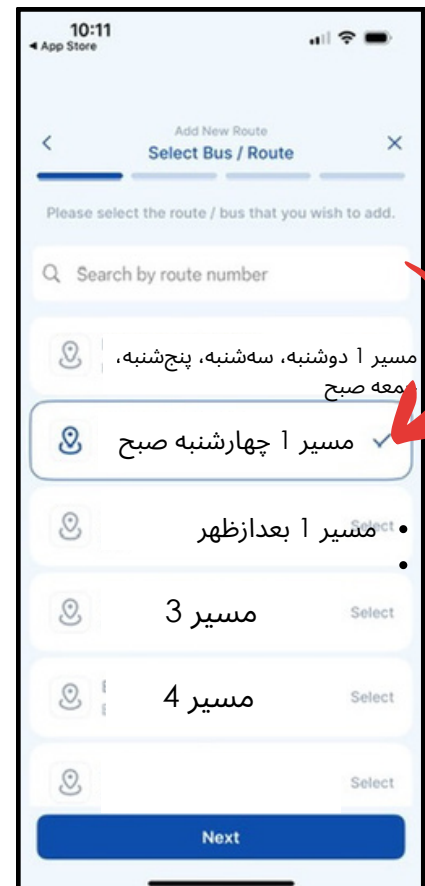 10:11
◀ App Store
Add New Route
Select Bus / Route
Please select the route / bus that you wish to add.
Search by route number
مسیر 1 دوشنبه، سه‌شنبه، پنج‌شنبه،
جمعه صبح
مسیر 1 چهارشنبه صبح
• مسیر 1 بعدازظهر
Select
•
مسیر 3
Select
مسیر 4
Select
Select
Next